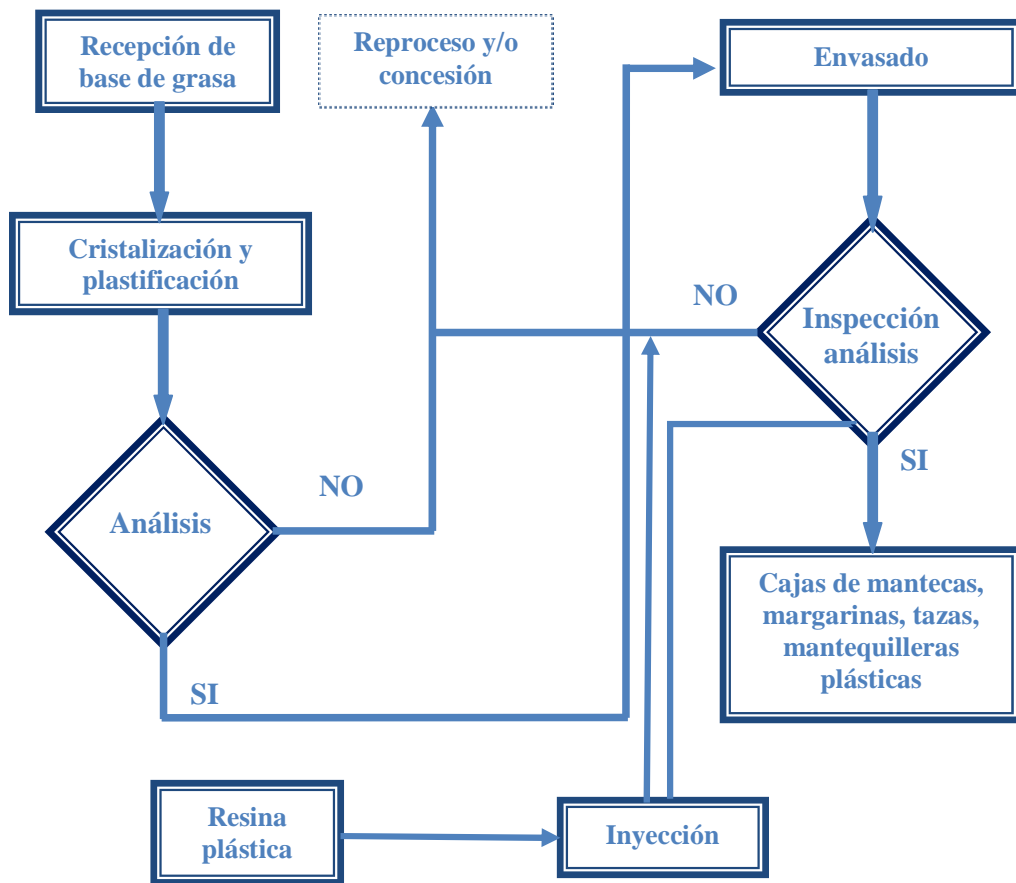 Recepción de
base de grasa
Reproceso y/o
concesión
Envasado
Cristalización y
plastificación
NO
Inspección
análisis
SI
NO
Análisis
SI
Cajas de mantecas,
margarinas, tazas,
mantequilleras
plásticas
Resina
plástica
Inyección